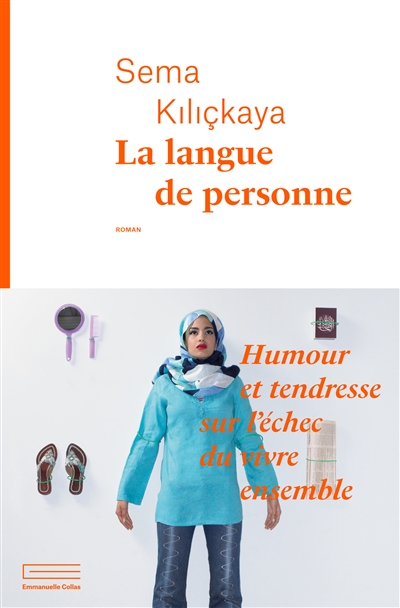 Sema
Kılıçkaya
La langue
de personne
ROMAN
Humour
et tendresse
sur l'échec
du vivre
ensemble
Emmanuelle Collas